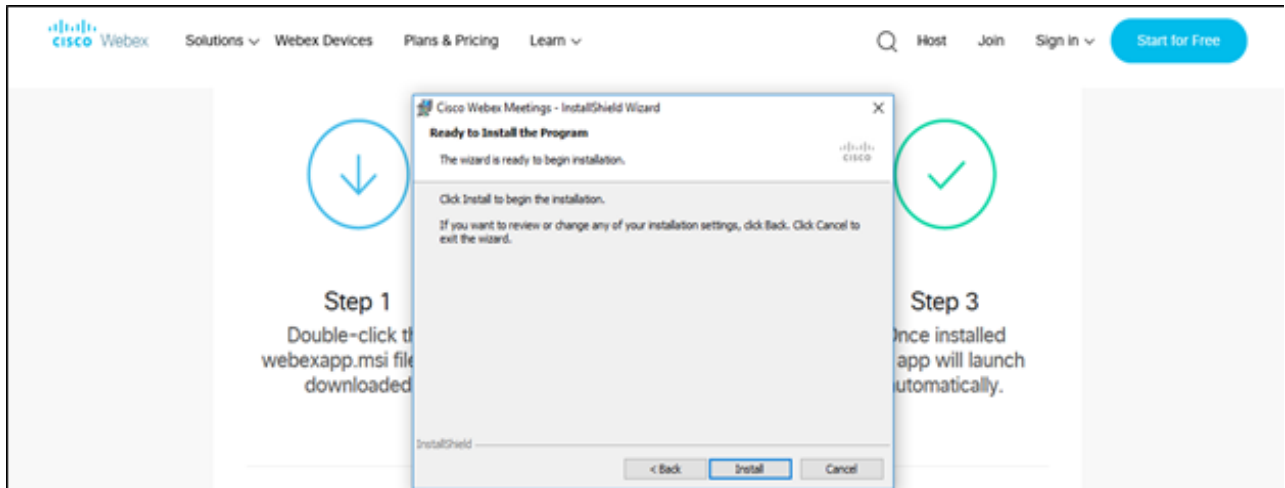 CISCO Webex Solutions Webex Devices Plans & Pricing Learn Host Join Sign in Start for Free
Cisco Webex Meetings - InstallShield Wizard
Ready to Install the Program
The wizard is ready to begin installation.
CISCO
Click Install to begin the installation.
If you want to review or change any of your installation settings, click Back. Click Cancel to
exit the wizard.
Step 1
Double-click
webexapp.msi
downloaded
Step 3
installed
app will launch
InstallShield
< Back Install Cancel